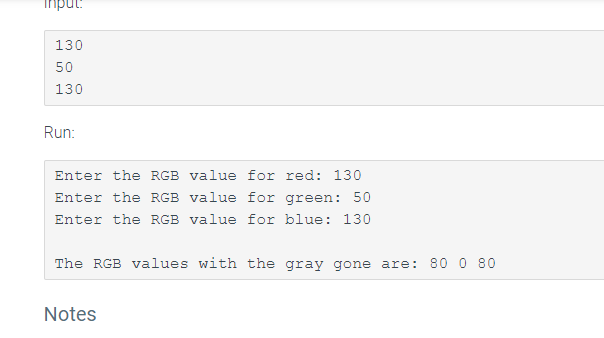 Input:
130
50
130
Run:
Enter the RGB value for red: 130
Enter the RGB value for green: 50
Enter the RGB value for blue: 130
The RGB values with the gray gone are: 80 0 80
Notes